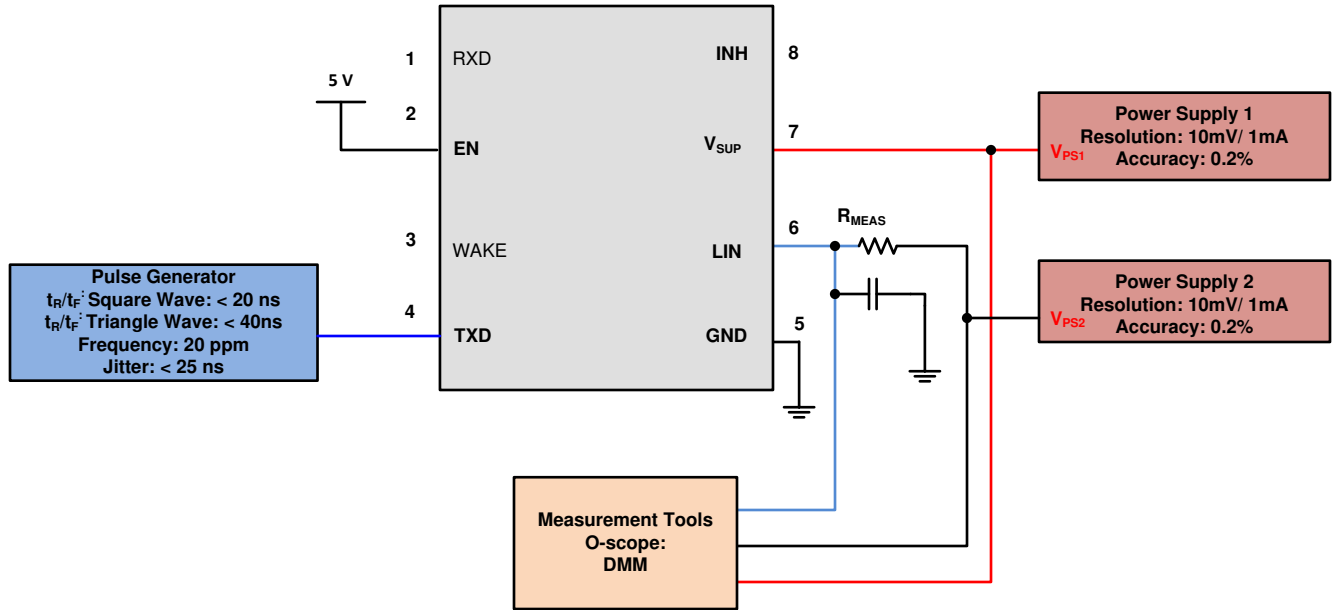 1
RXD
INH
8
5 V
2
EN
VSUP
7
Power Supply 1
Resolution: 10mV/ 1mA
VPS1
Accuracy: 0.2%
RMEAS
3
WAKE
LIN
6
Pulse Generator
tR/tF: Square Wave: < 20 ns
tR/tF: Triangle Wave: < 40ns
Frequency: 20 ppm
Jitter: < 25 ns
4
TXD
GND
5
Power Supply 2
Resolution: 10mV/ 1mA
VPS2
Accuracy: 0.2%
Measurement Tools
O-scope:
DMM